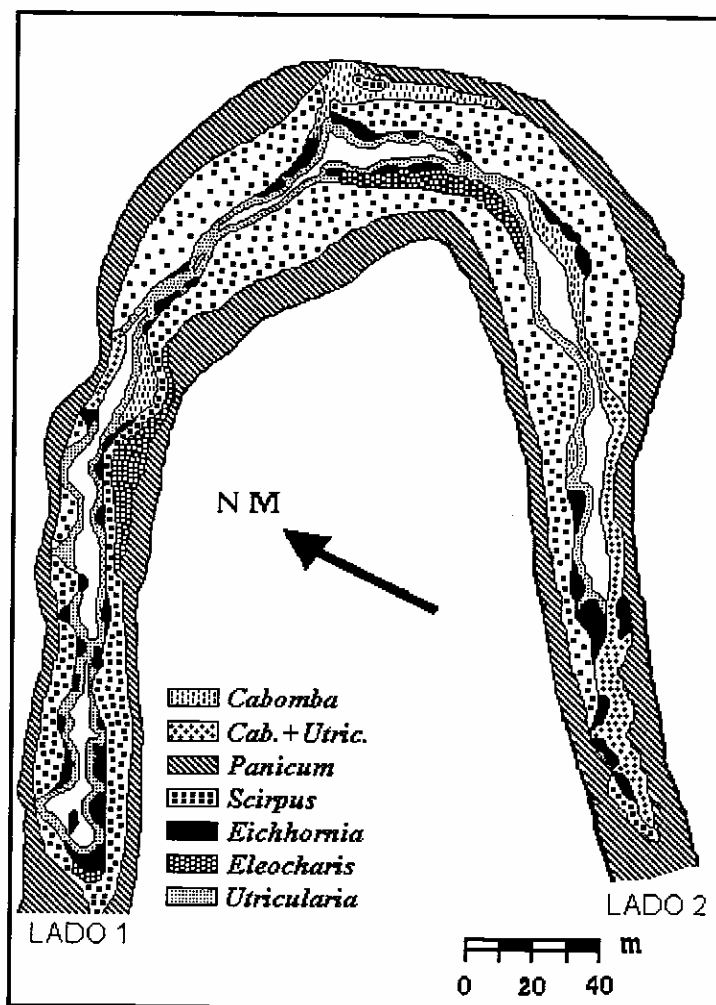 N M
Cabomba
Cab. + Utric.
Panicum
Scirpus
Eichhornia
Eleocharis
Utricularia
LADO 1
LADO 2
m
0 20 40